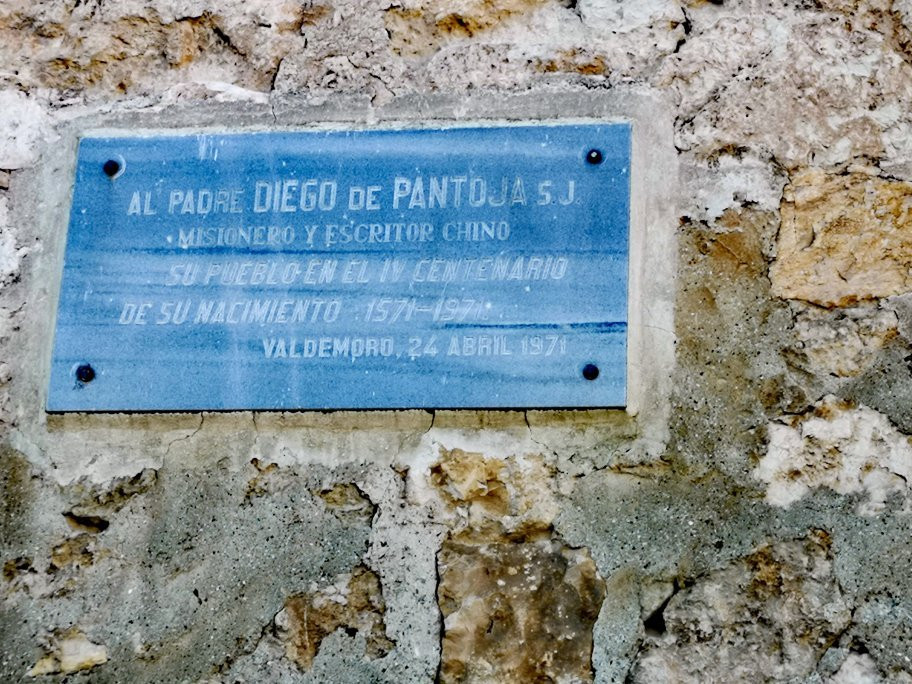 AL PADRE DIEGO DE PANTOJA S.J.
MISIONERO Y ESCRITOR CHINO
SU PUEBLO EN EL IV CENTENARIO
DE SU NACIMIENTO 1571-1971
VALDEMORO, 24 ABRIL 1971